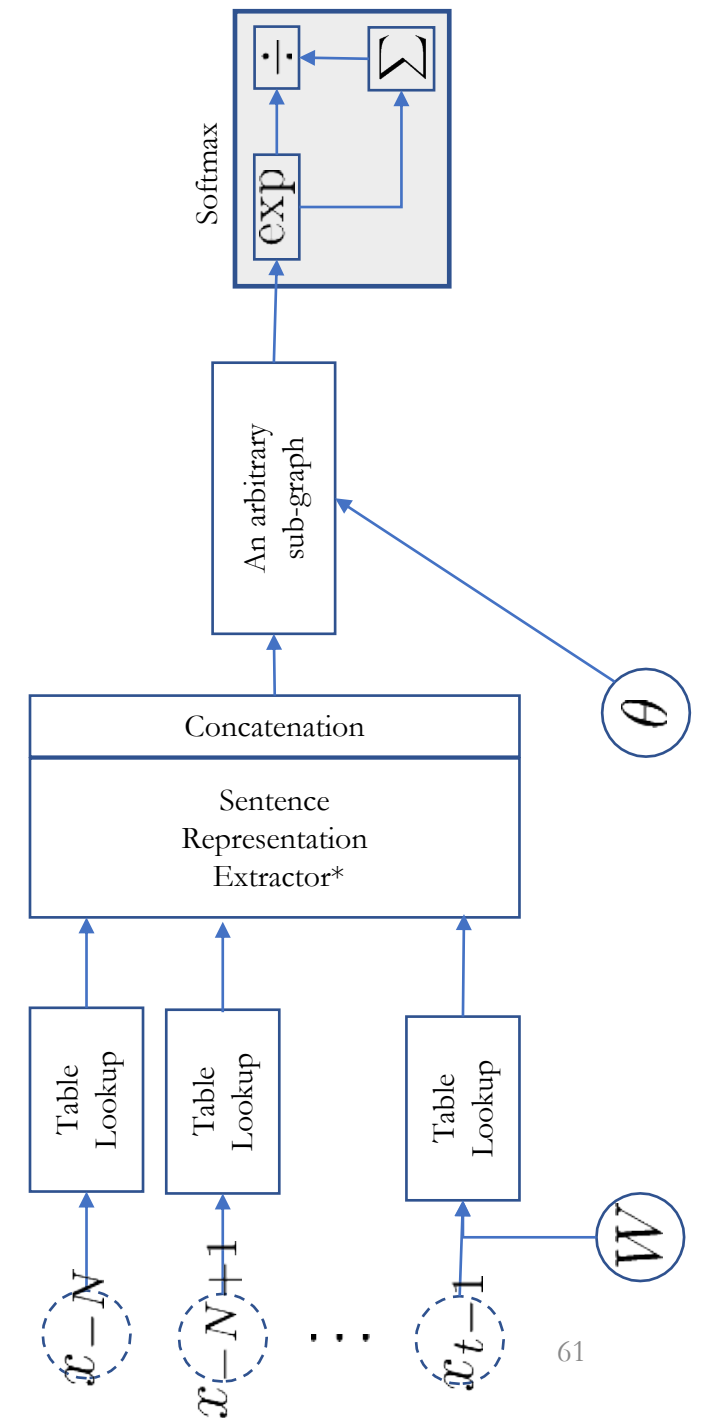 Softmax
÷
∑
exp
An arbitrary
sub-graph
θ
Concatenation
Sentence
Representation
Extractor*
Table
Lookup
Table
Lookup
Table
Lookup
W
x₋N
x₋N+1
...
xt−1
61